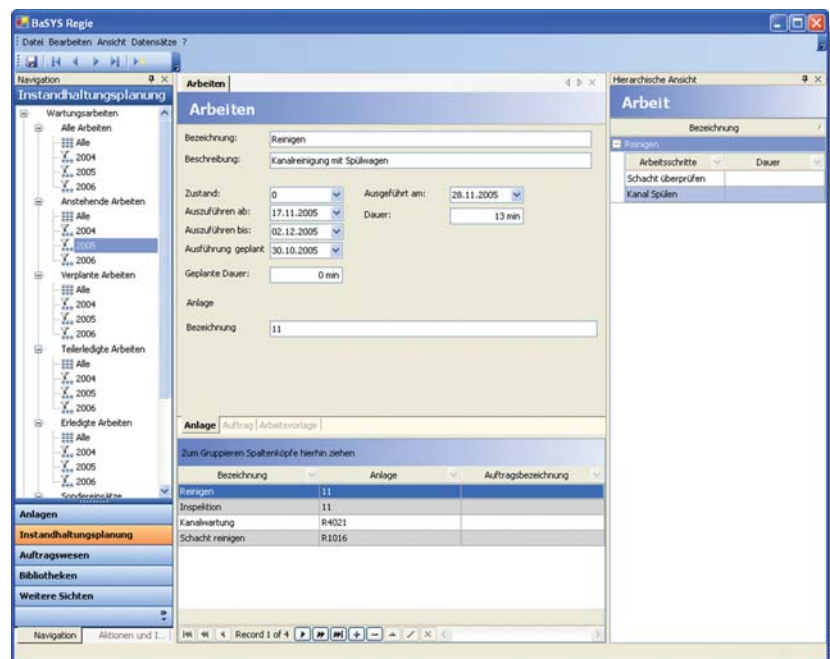 BaSYS Regie
Datei Bearbeiten Ansicht Datensätze ?
Navigation
Instandhaltungsplanung
Wartungsarbeiten
Alle Arbeiten
Alle
2004
2005
2006
Anstehende Arbeiten
Alle
2004
2005
2006
Verplante Arbeiten
Alle
2004
2005
2006
Teilerledigte Arbeiten
Alle
2004
2005
2006
Erledigte Arbeiten
Alle
2004
2005
2006
Sondereinsätze
Anlagen
Instandhaltungsplanung
Auftragswesen
Bibliotheken
Weitere Sichten
Navigation
Aktionen und I...
Arbeiten
Arbeiten
Bezeichnung: Reinigen
Beschreibung: Kanalreinigung mit Spülwagen
Zustand: 0 Ausgeführt am: 28.11.2005
Auszuführen ab: 17.11.2005 Dauer: 13 min
Auszuführen bis: 02.12.2005
Ausführung geplant 30.10.2005
Geplante Dauer: 0 min
Anlage
Bezeichnung 11
Anlage Auftrag Arbeitsvorlage
Zum Gruppieren Spaltenköpfe hierhin ziehen
Bezeichnung Anlage Auftragsbezeichnung
Reinigen 11
Inspektion 11
Kanalwartung R4021
Schacht reinigen R1016
Record 1 of 4
Hierarchische Ansicht
Arbeit
Bezeichnung
Reinigen
Arbeitsschritte Dauer
Schacht überprüfen
Kanal Spülen